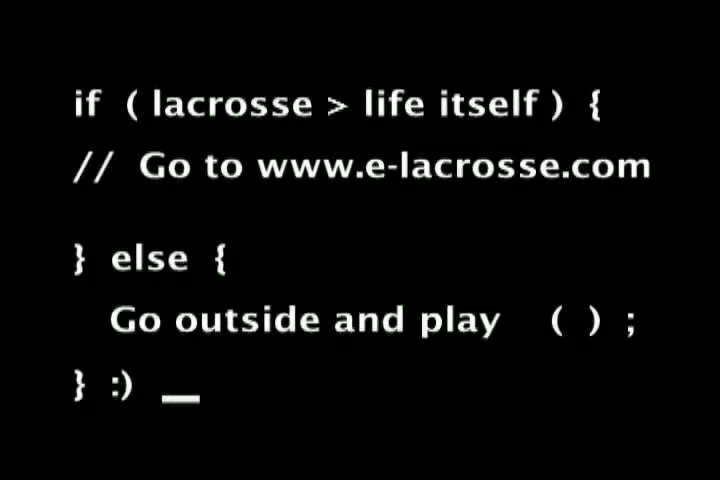 if ( lacrosse > life itself ) {
// Go to www.e-lacrosse.com
} else {
Go outside and play ( ) ;
} :) _